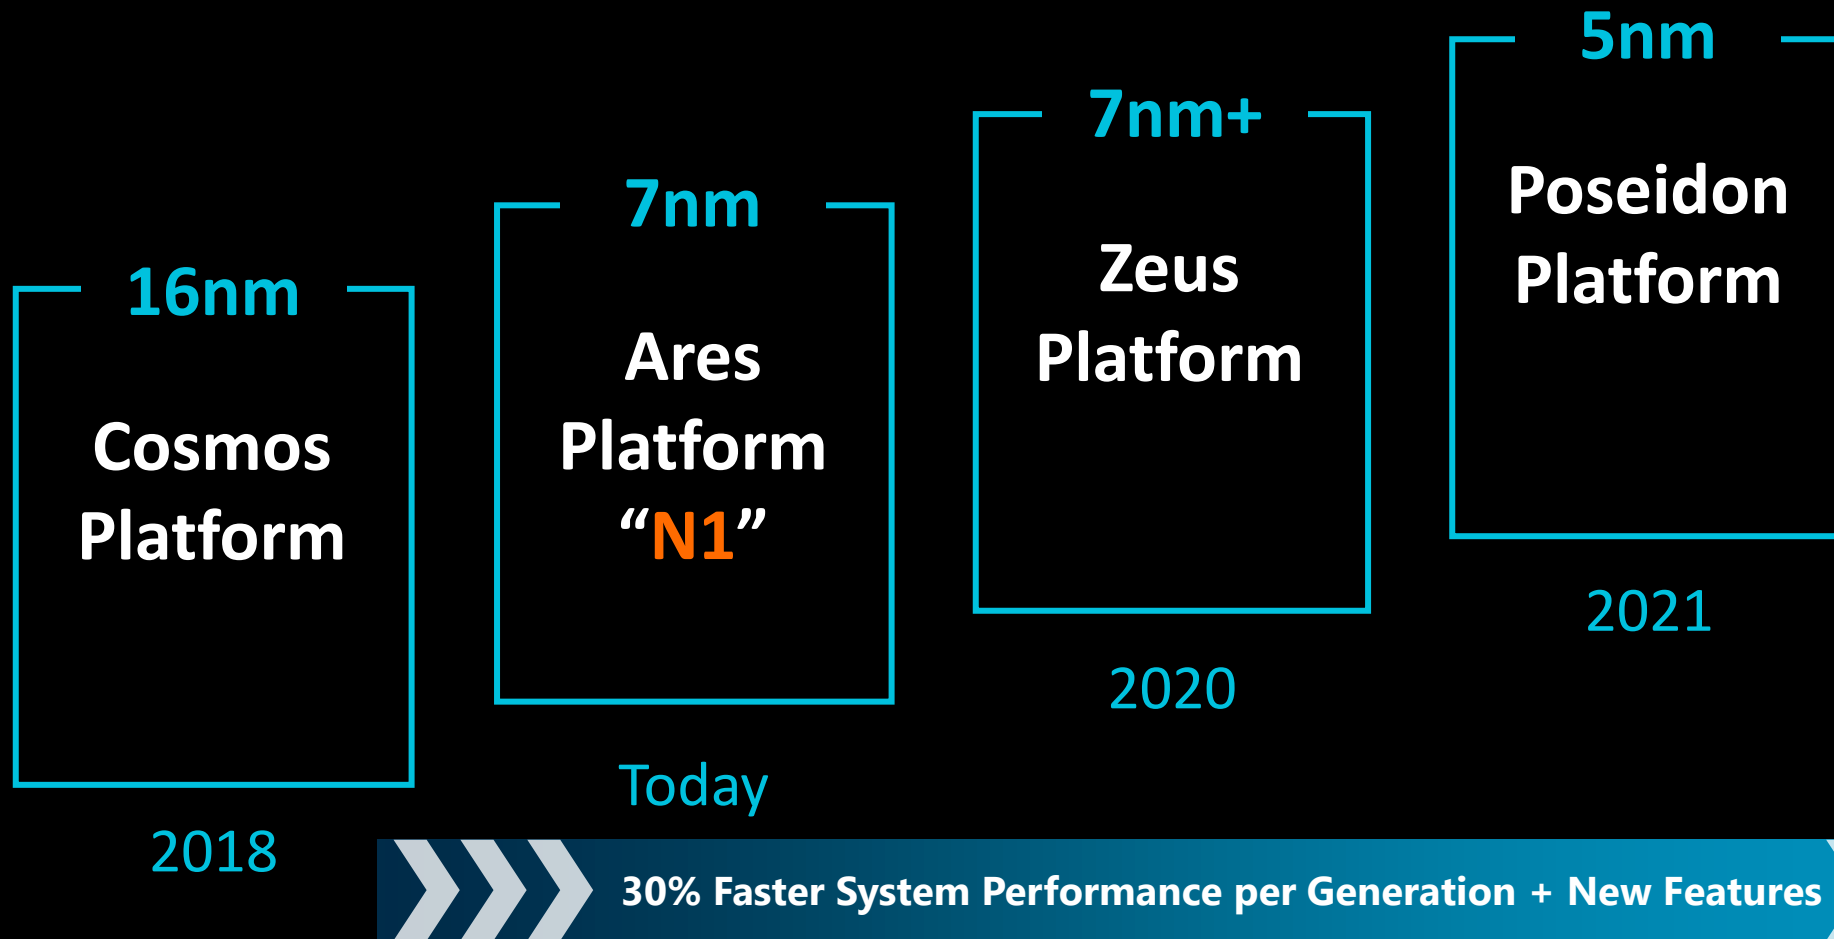 16nm
Cosmos
Platform
2018
7nm
Ares
Platform
“N1”
Today
7nm+
Zeus
Platform
2020
5nm
Poseidon
Platform
2021
30% Faster System Performance per Generation + New Features